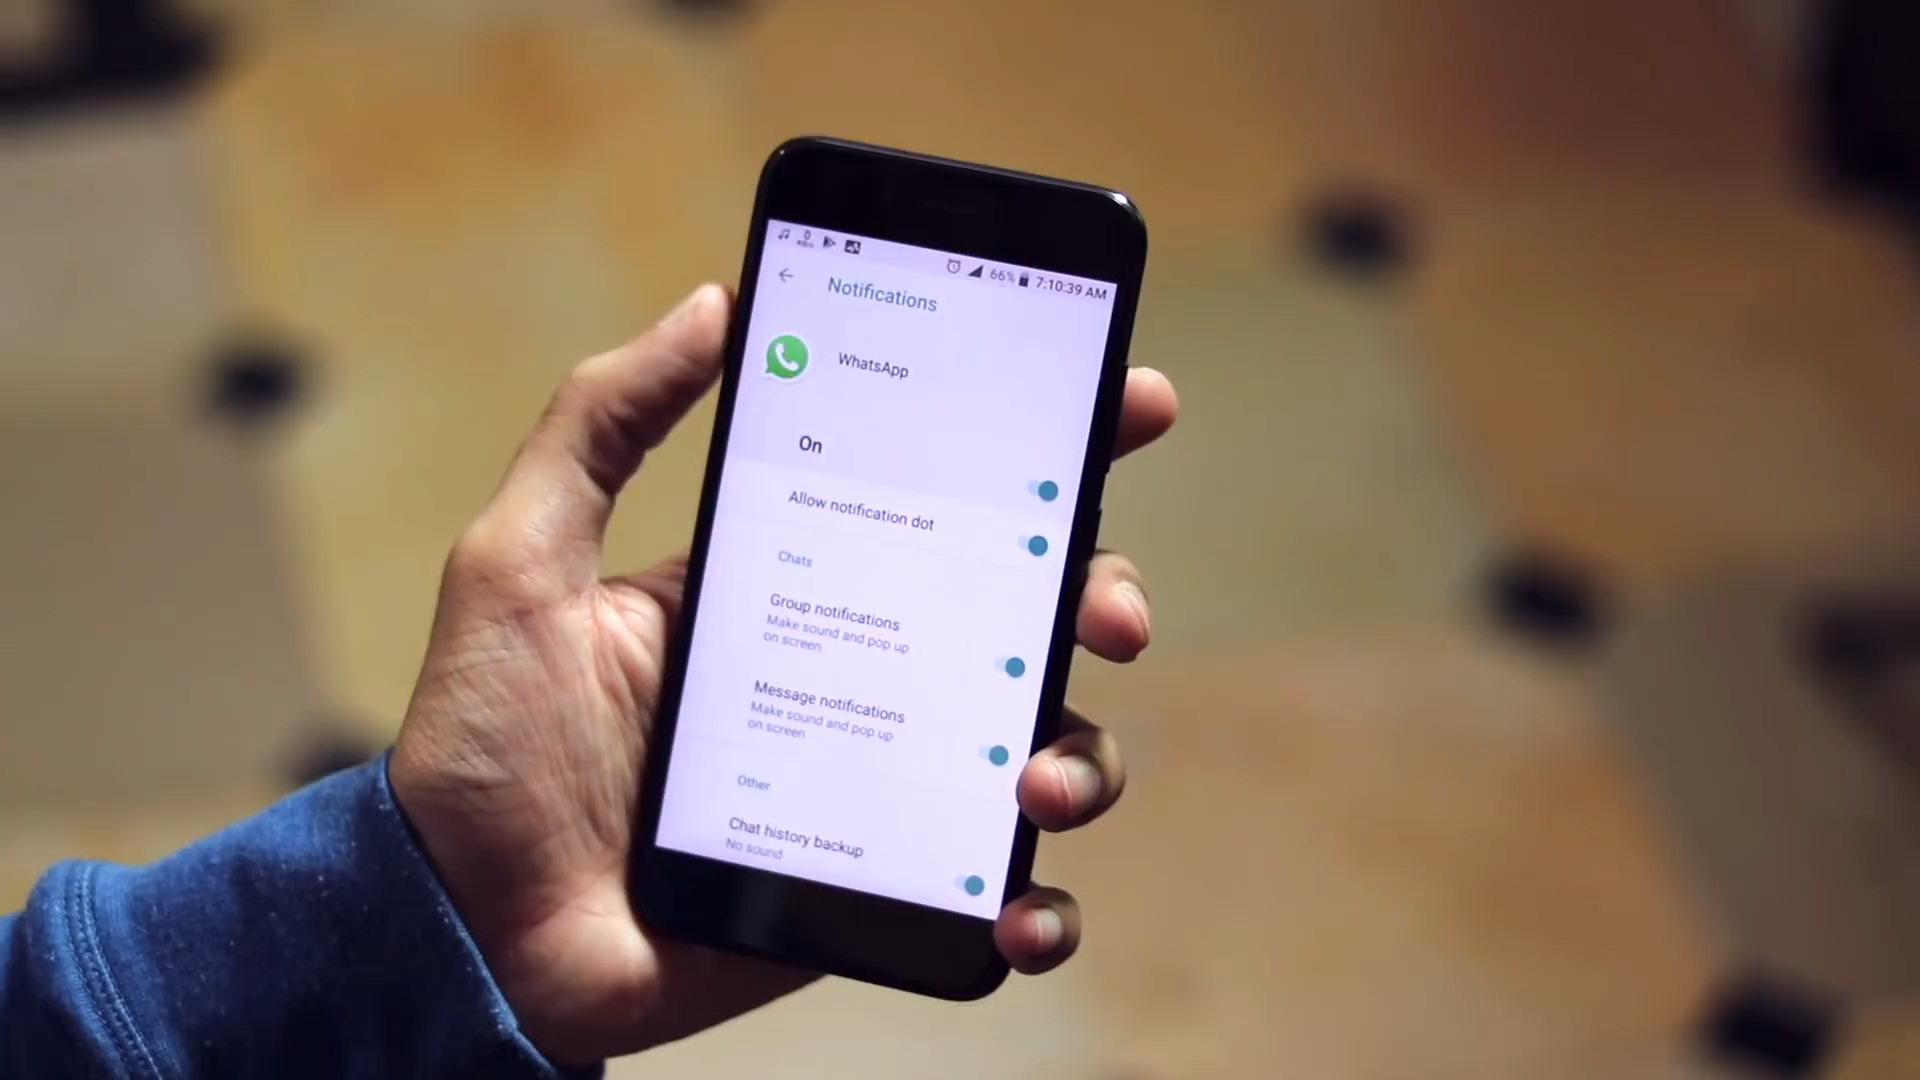 66% 7:10:39 AM
Notifications
WhatsApp
On
Allow notification dot
Chats
Group notifications
Make sound and pop up
on screen
Message notifications
Make sound and pop up
on screen
Other
Chat history backup
No sound